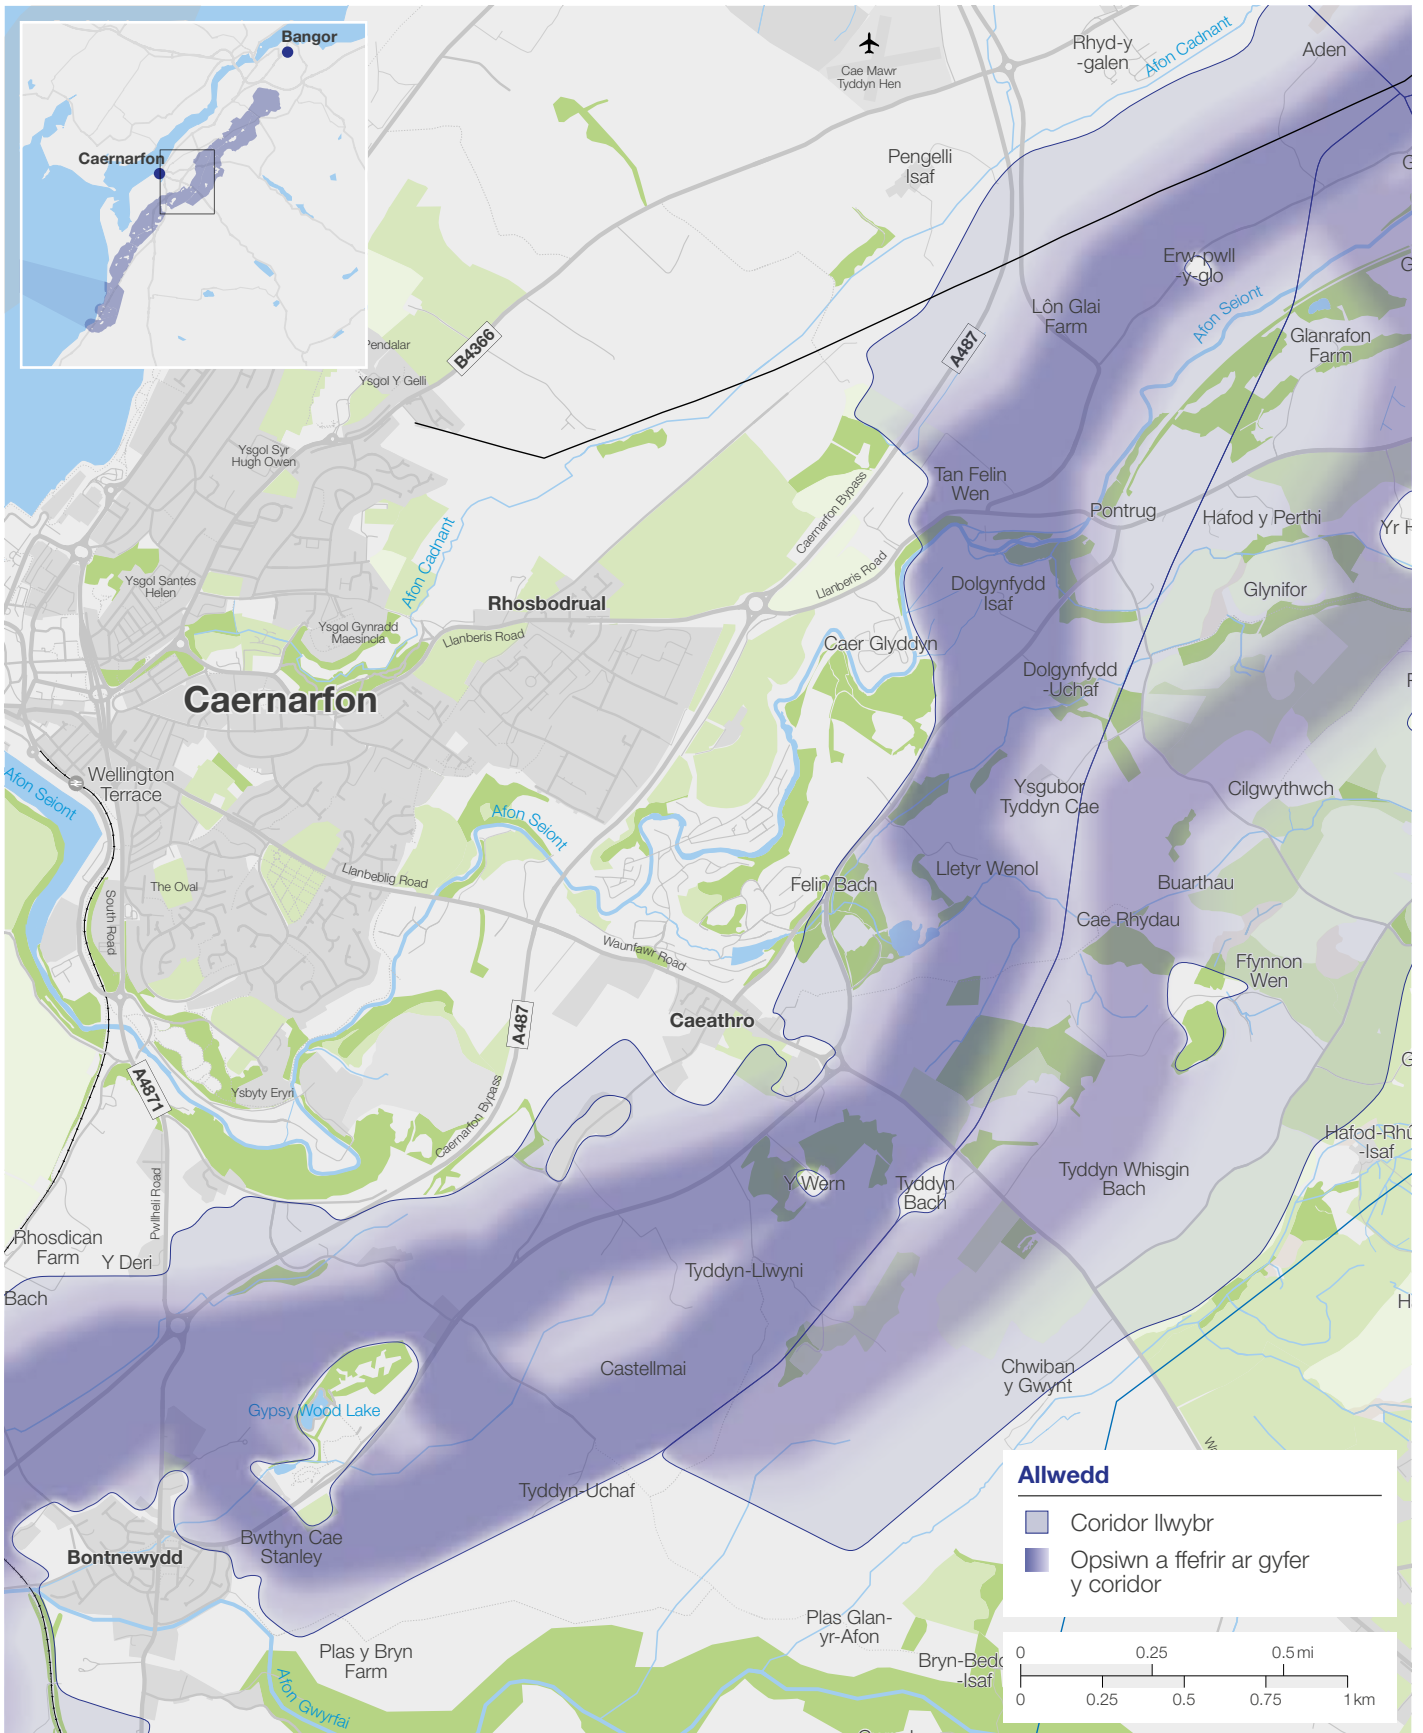 Bangor
Caernarfon
Cae Mawr
Tyddyn Hen
Rhyd-y
-galen
Afon Cadnant
Aden
Pengelli
Isaf
Erw-pwll
-y-glo
Afon Seiont
Lôn Glai
Farm
Glanrafon
Farm
Pendalar
B4366
A487
Ysgol Y Gelli
Ysgol Syr
Hugh Owen
Tan Felin
Wen
Caernarfon Bypass
Pontrug
Hafod y Perthi
Yr H
Afon Cadnant
Ysgol Santes
Helen
Llanberis Road
Dolgynfydd
Isaf
Glynifor
Rhosbodrual
Ysgol Gynradd
Maesincla
Llanberis Road
Caer Glyddyn
Dolgynfydd
-Uchaf
Caernarfon
Wellington
Terrace
Afon Seiont
Ysgubor
Tyddyn Cae
Cilgwythwch
Afon Seiont
Llanbeblig Road
The Oval
South Road
Felin Bach
Lletyr Wenol
Buarthau
Cae Rhydau
Waunfawr Road
Ffynnon
Wen
A487
Caeathro
A4871
Ysbyty Eryri
Caernarfon Bypass
Hafod-Rhu
-Isaf
Pwllheli Road
Y Wern
Tyddyn
Bach
Tyddyn Whisgin
Bach
Rhosdican
Farm
Y Deri
Bach
Tyddyn-Llwyni
Castellmai
Chwiban
y Gwynt
Gypsy Wood Lake
Tyddyn-Uchaf
Bwthyn Cae
Stanley
Bontnewydd
Plas y Bryn
Farm
Afon Gwyrfai
Plas Glan-
yr-Afon
Bryn-Bedd
-Isaf
Allwedd
Coridor llwybr
Opsiwn a ffefrir ar gyfer
y coridor
0 0.25 0.5 mi
0 0.25 0.5 0.75 1 km